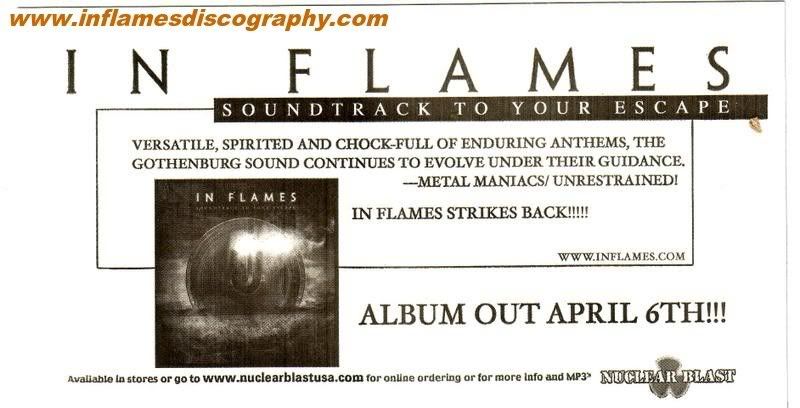 www.inflamesdiscography.com
IN FLAMES
SOUNDTRACK TO YOUR ESCAPE
VERSATILE, SPIRITED AND CHOCK-FULL OF ENDURING ANTHEMS, THE
GOTHENBURG SOUND CONTINUES TO EVOLVE UNDER THEIR GUIDANCE.
---METAL MANIACS/ UNRESTRAINED!
IN FLAMES
SOUNDTRACK TO YOUR ESCAPE
IN FLAMES STRIKES BACK!!!!!
WWW.INFLAMES.COM
ALBUM OUT APRIL 6TH!!!
Available in stores or go to www.nuclearblastusa.com for online ordering or for more info and MP3'
NUCLEAR BLAST